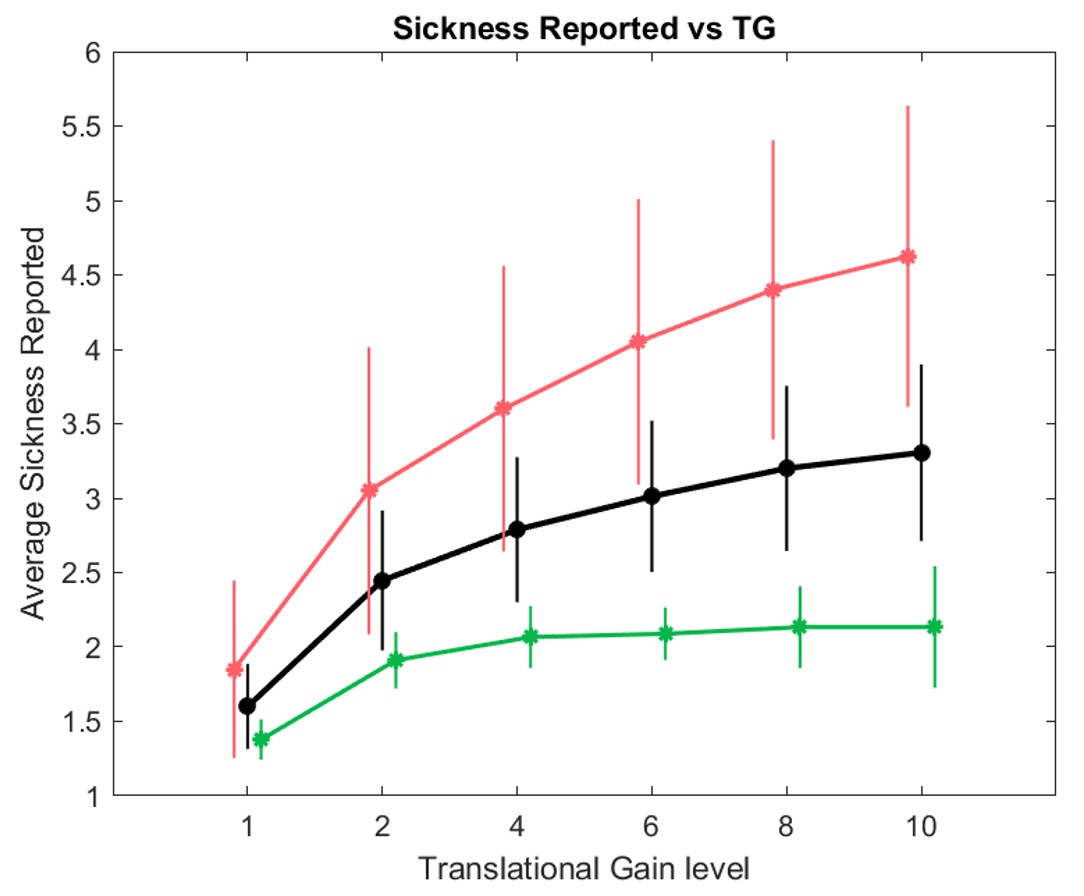 Sickness Reported vs TG
6
5.5
5
4.5
4
3.5
3
2.5
2
1.5
1
Average Sickness Reported
1 2 4 6 8 10
Translational Gain level